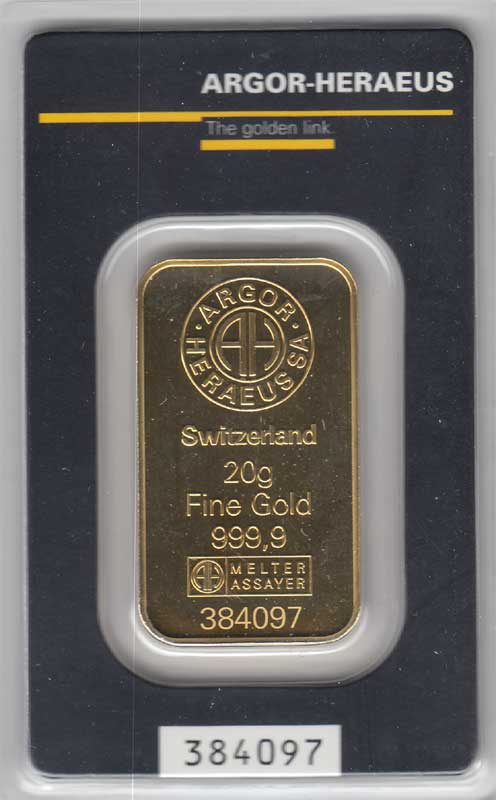 ARGOR-HERAEUS
The golden link.
· ARGOR ·
HERAEUS SA
Switzerland
20g
Fine Gold
999,9
MELTER
ASSAYER
384097
384097